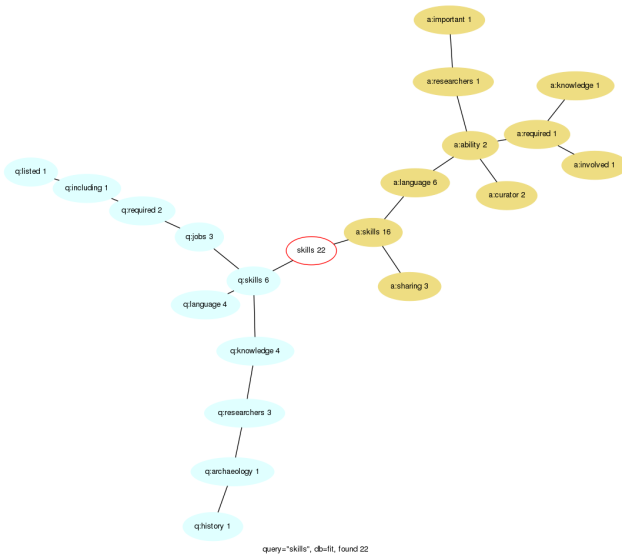 a:important 1
a:researchers 1
a:knowledge 1
a:required 1
a:ability 2
a:involved 1
q:listed 1
a:language 6
q:including 1
a:curator 2
q:required 2
a:skills 16
q:jobs 3
skills 22
q:skills 6
a:sharing 3
q:language 4
q:knowledge 4
q:researchers 3
q:archaeology 1
q:history 1
query="skills", db=fit, found 22